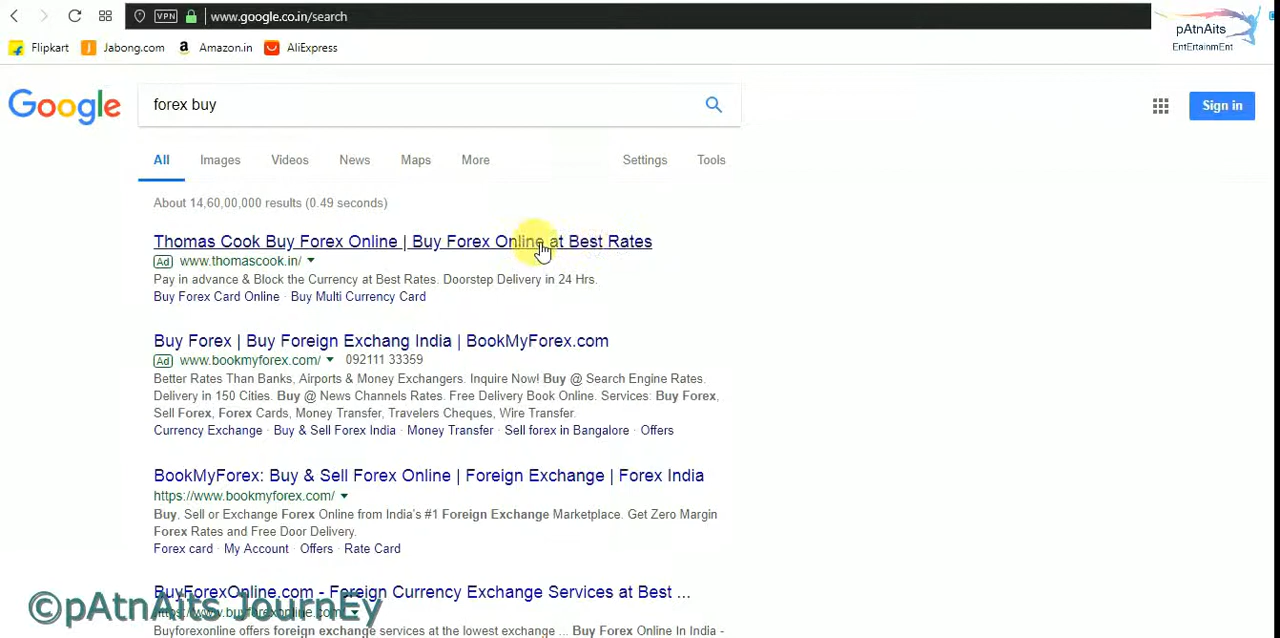 VPN www.google.co.in/search
Flipkart Jabong.com Amazon.in AliExpress
pAtnAits
EntErtainmEnt
Google forex buy Sign in
All Images Videos News Maps More Settings Tools
About 14,60,00,000 results (0.49 seconds)
Thomas Cook Buy Forex Online | Buy Forex Online at Best Rates
Ad www.thomascook.in/
Pay in advance & Block the Currency at Best Rates. Doorstep Delivery in 24 Hrs.
Buy Forex Card Online · Buy Multi Currency Card
Buy Forex | Buy Foreign Exchang India | BookMyForex.com
Ad www.bookmyforex.com/ 092111 33359
Better Rates Than Banks, Airports & Money Exchangers. Inquire Now! Buy @ Search Engine Rates.
Delivery in 150 Cities. Buy @ News Channels Rates. Free Delivery Book Online. Services: Buy Forex,
Sell Forex, Forex Cards, Money Transfer, Travelers Cheques, Wire Transfer.
Currency Exchange · Buy & Sell Forex India · Money Transfer · Sell forex in Bangalore · Offers
BookMyForex: Buy & Sell Forex Online | Foreign Exchange | Forex India
https://www.bookmyforex.com/
Buy, Sell or Exchange Forex Online from India's #1 Foreign Exchange Marketplace. Get Zero Margin
Forex Rates and Free Door Delivery.
Forex card · My Account · Offers · Rate Card
BuyForexOnline.com - Foreign Currency Exchange Services at Best ...
https://www.buyforexonline.com/
©pAtnAits JournEy
Buyforexonline offers foreign exchange services at the lowest exchange ... Buy Forex Online In India -